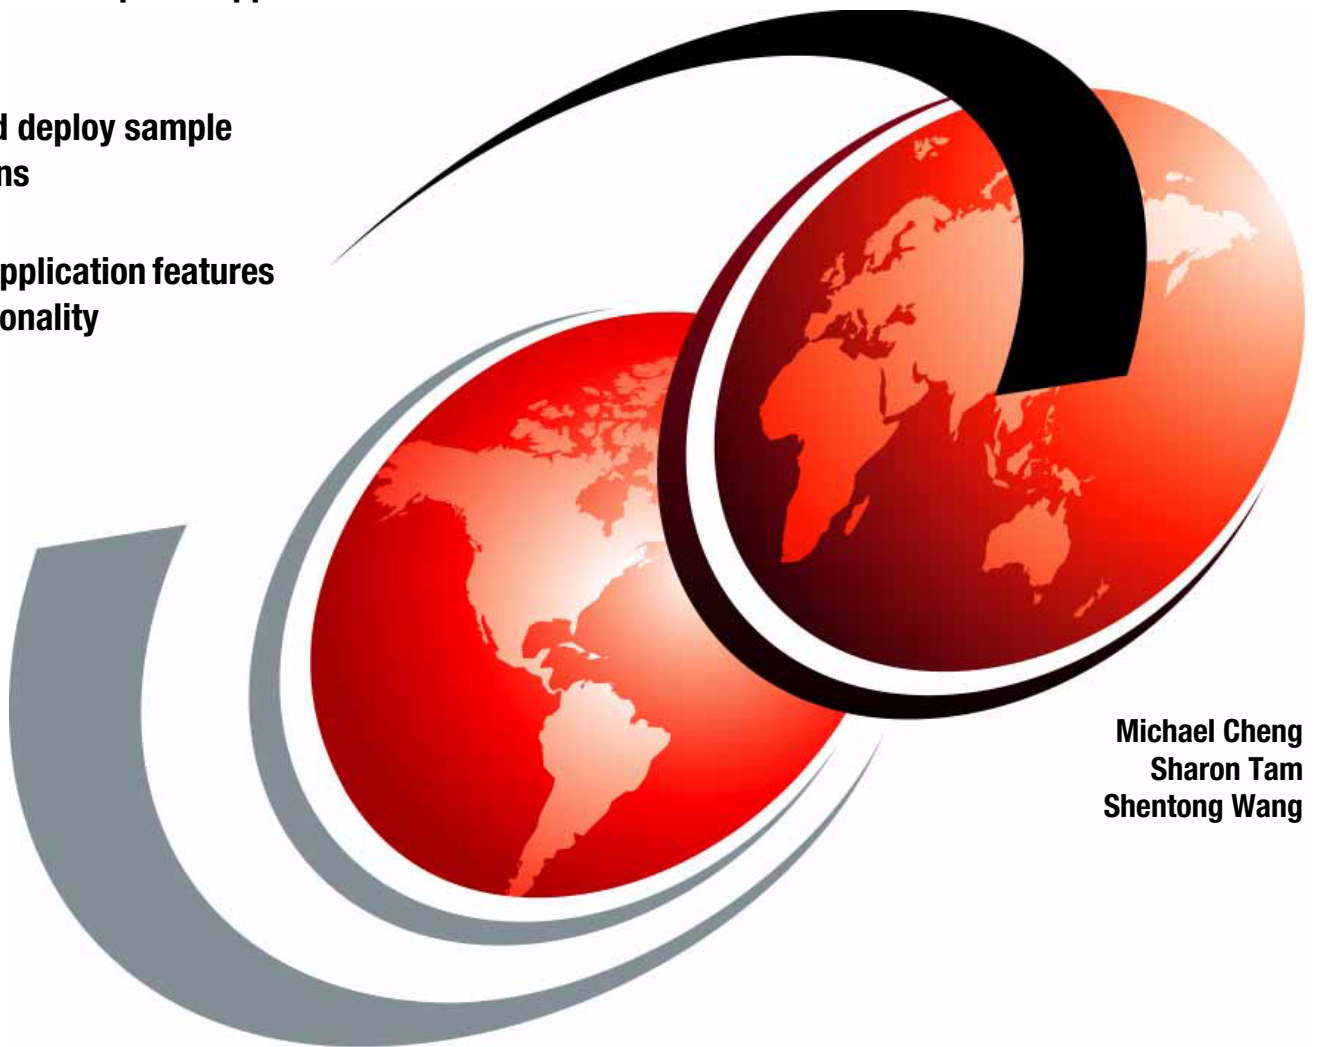 deploy sample
ns
pplication features
onality
Michael Cheng
Sharon Tam
Shentong Wang